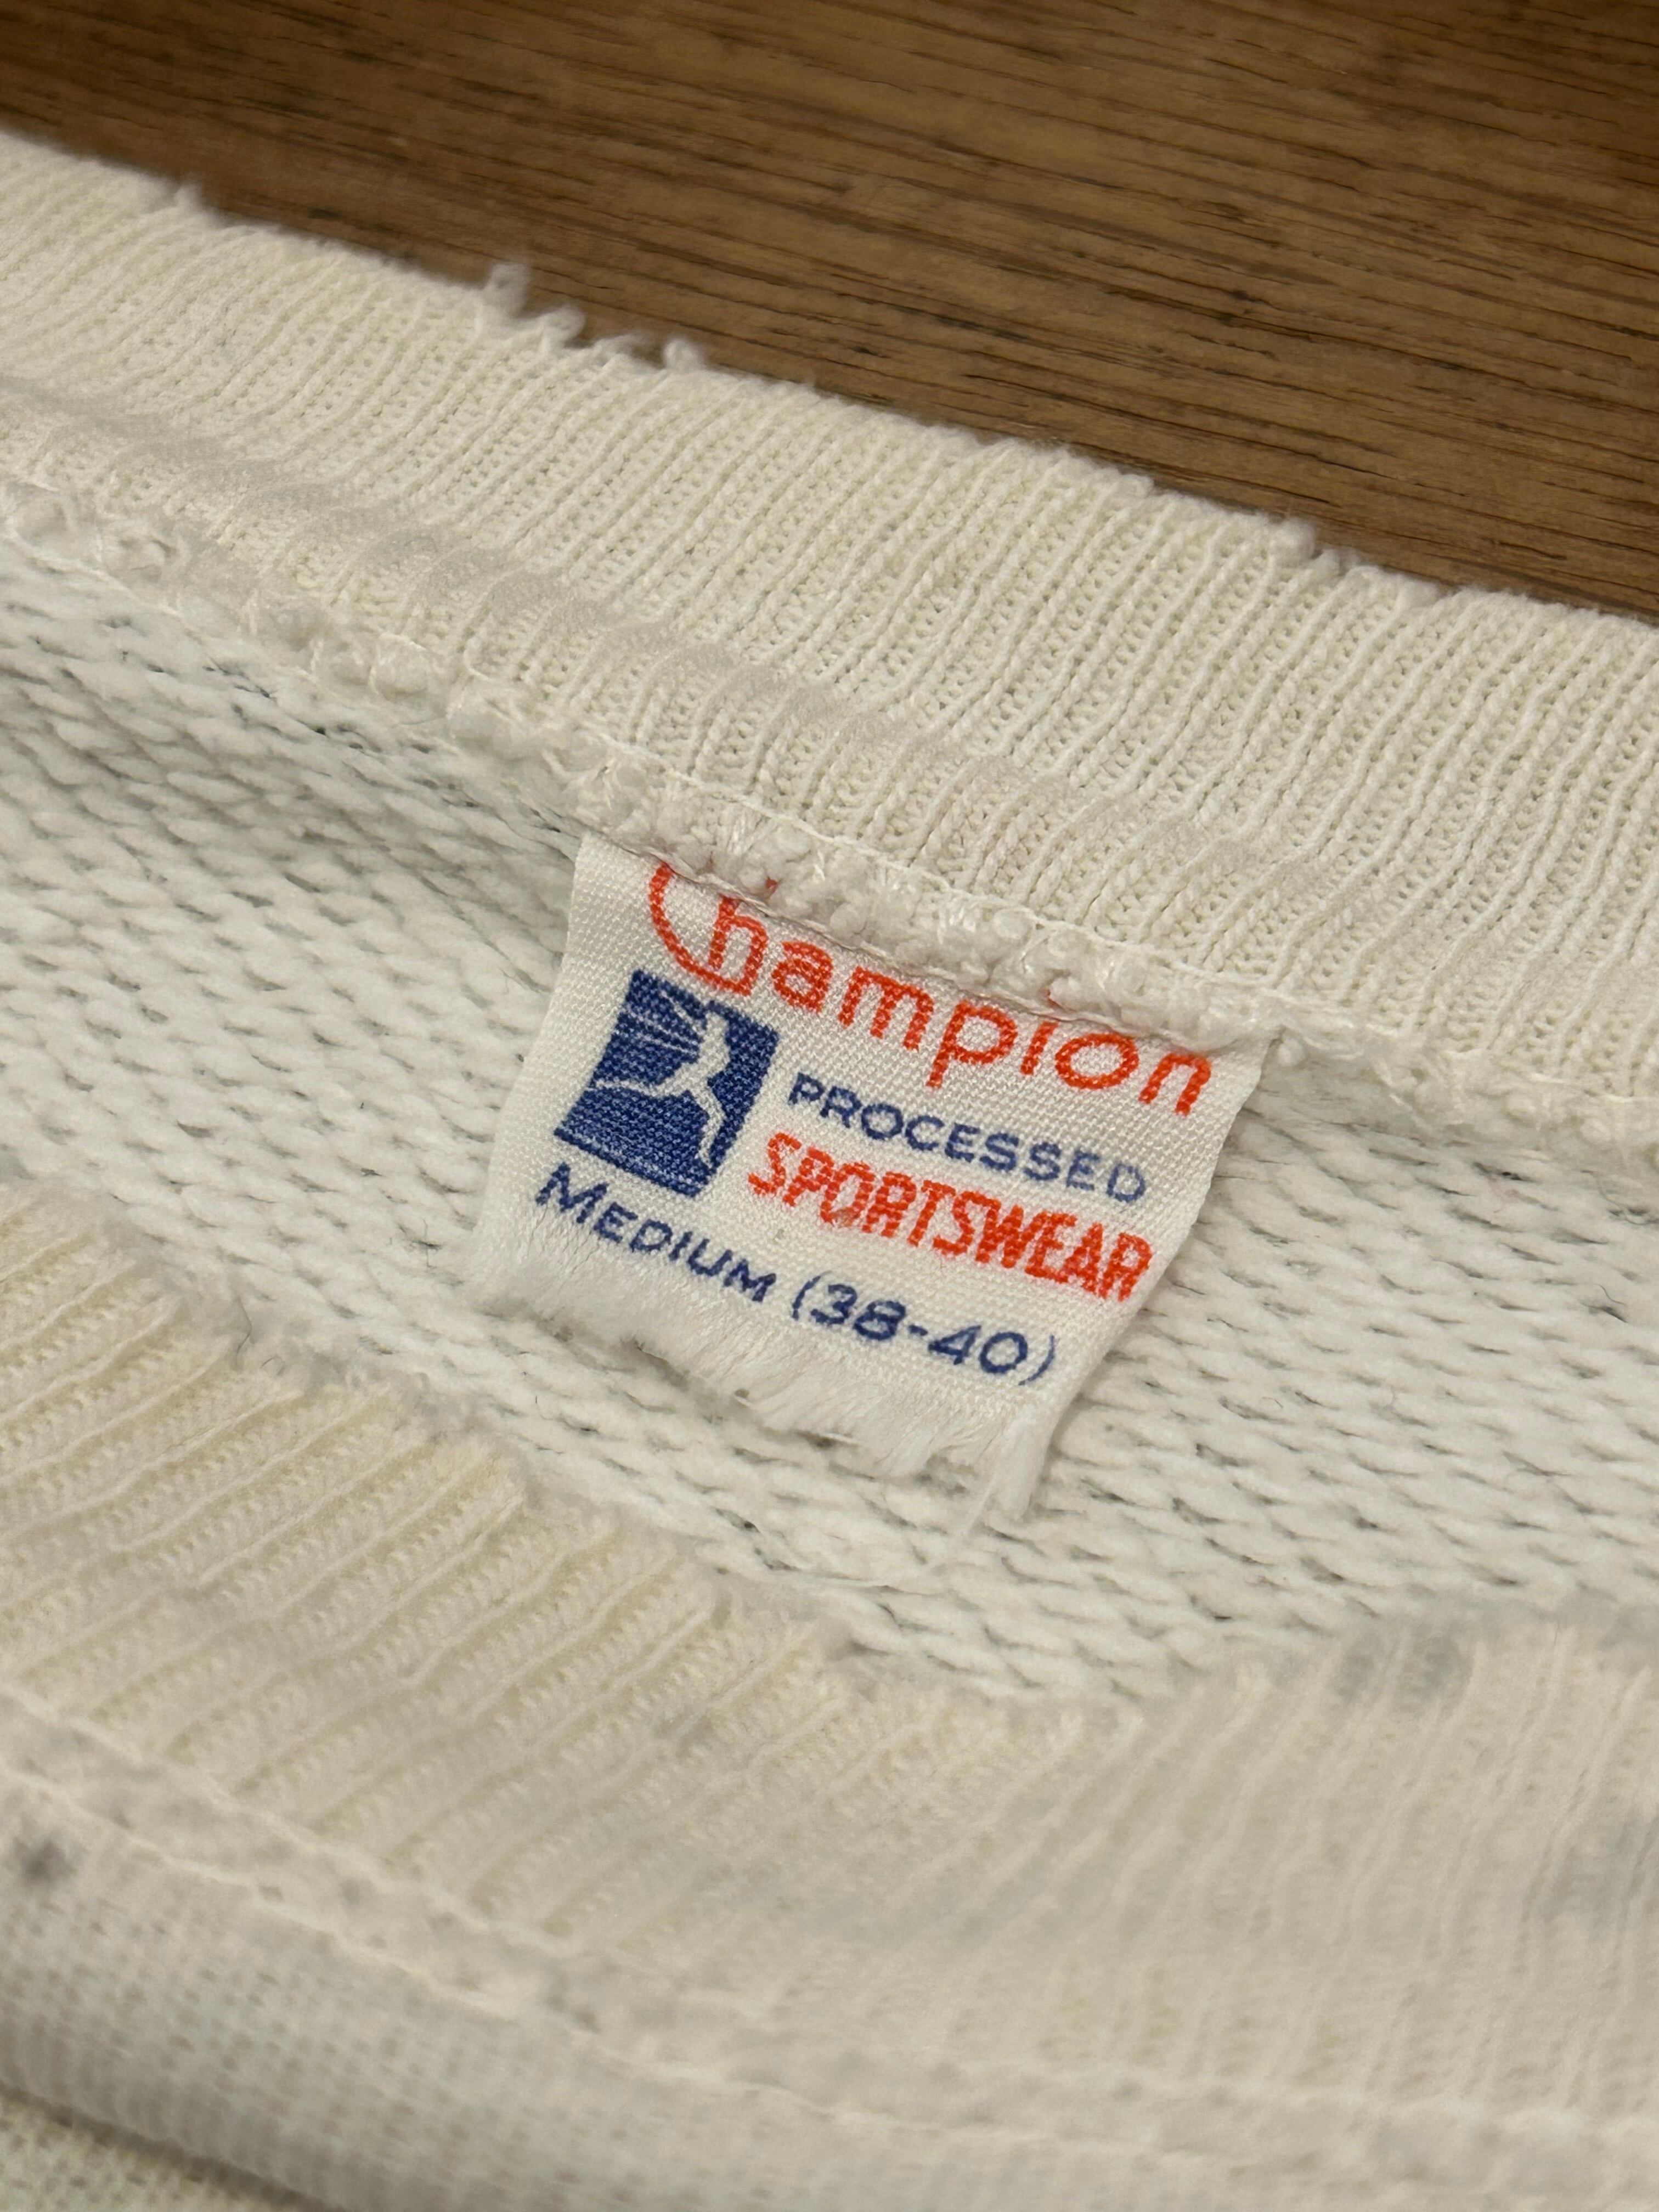 Champion
PROCESSED
SPORTSWEAR
MEDIUM (38-40)